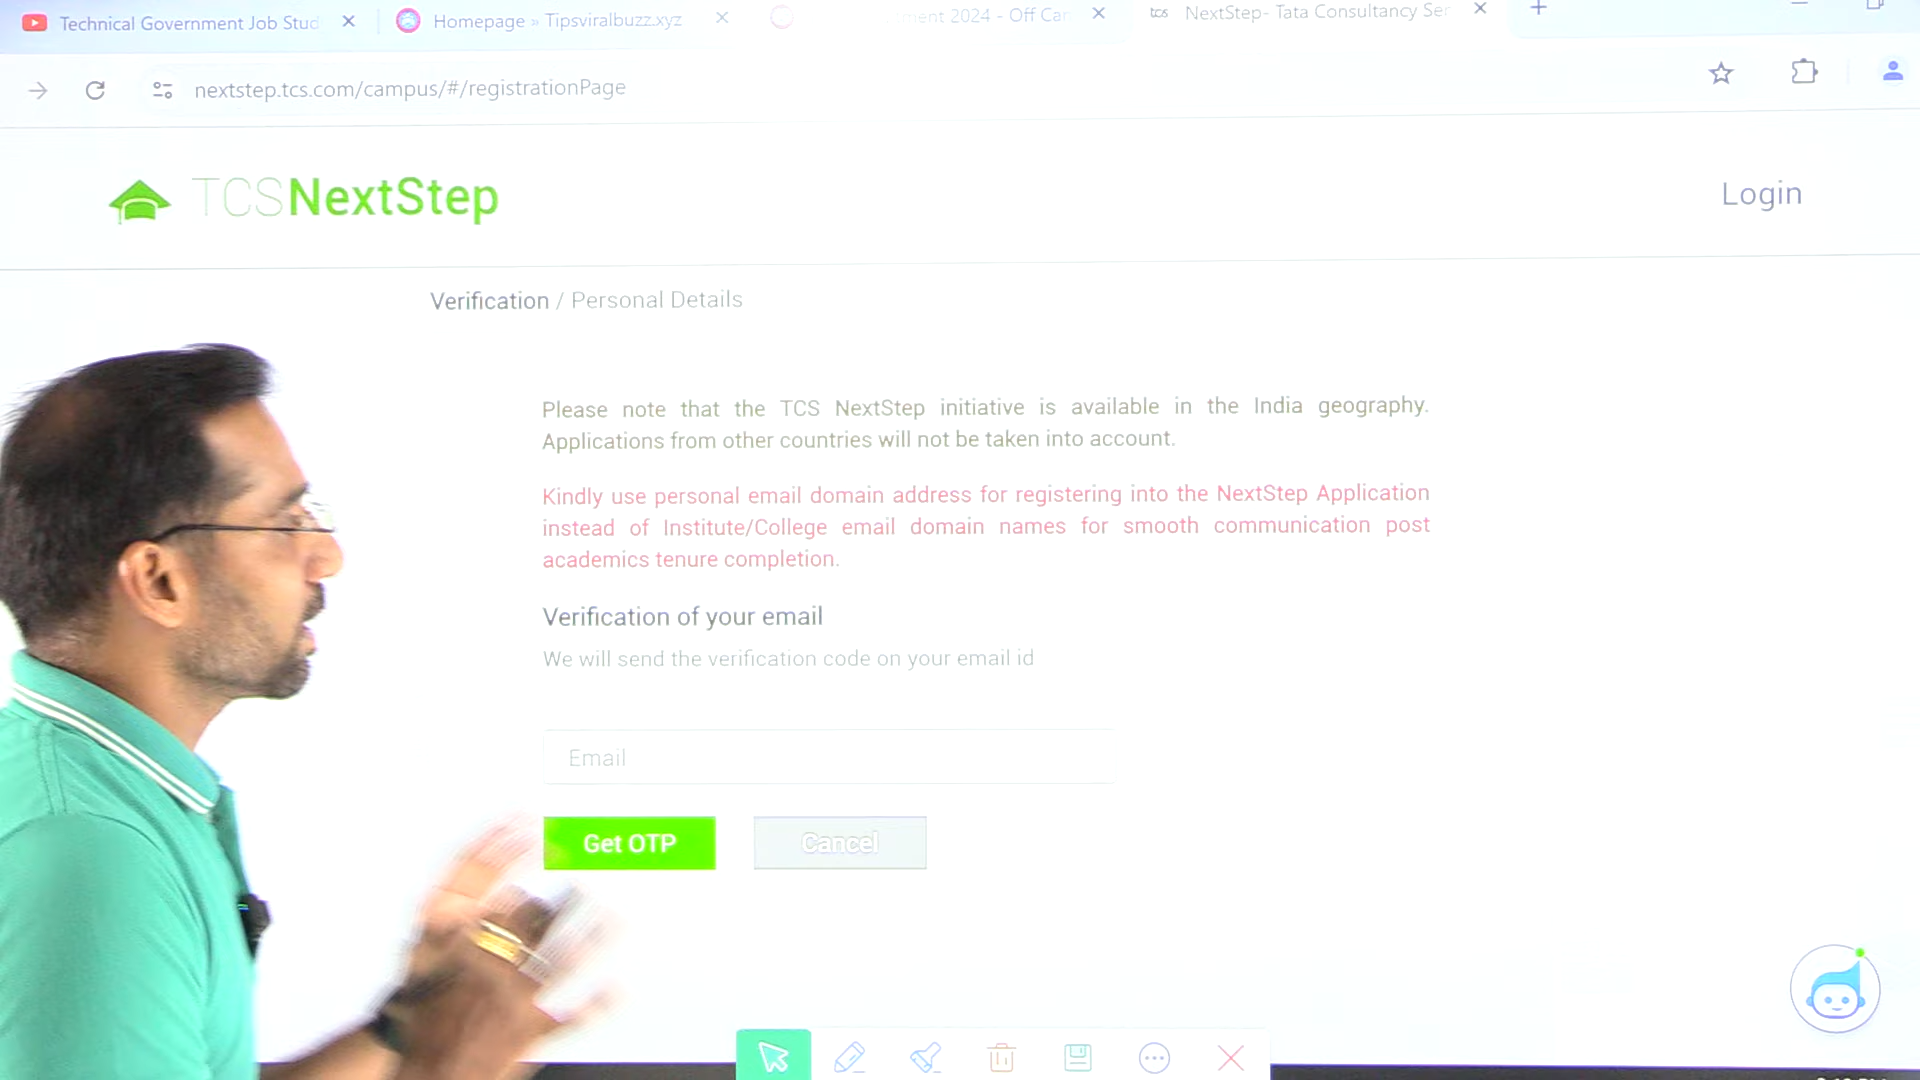 Technical Government Job Stud
Homepage » Tipsviralbuzz.xyz
ment 2024 - Off Car
tcs NextStep- Tata Consultancy Ser
nextstep.tcs.com/campus/#/registrationPage
TCSNextStep
Login
Verification / Personal Details
Please note that the TCS NextStep initiative is available in the India geography.
Applications from other countries will not be taken into account.
Kindly use personal email domain address for registering into the NextStep Application
instead of Institute/College email domain names for smooth communication post
academics tenure completion.
Verification of your email
We will send the verification code on your email id
Email
Get OTP
Cancel